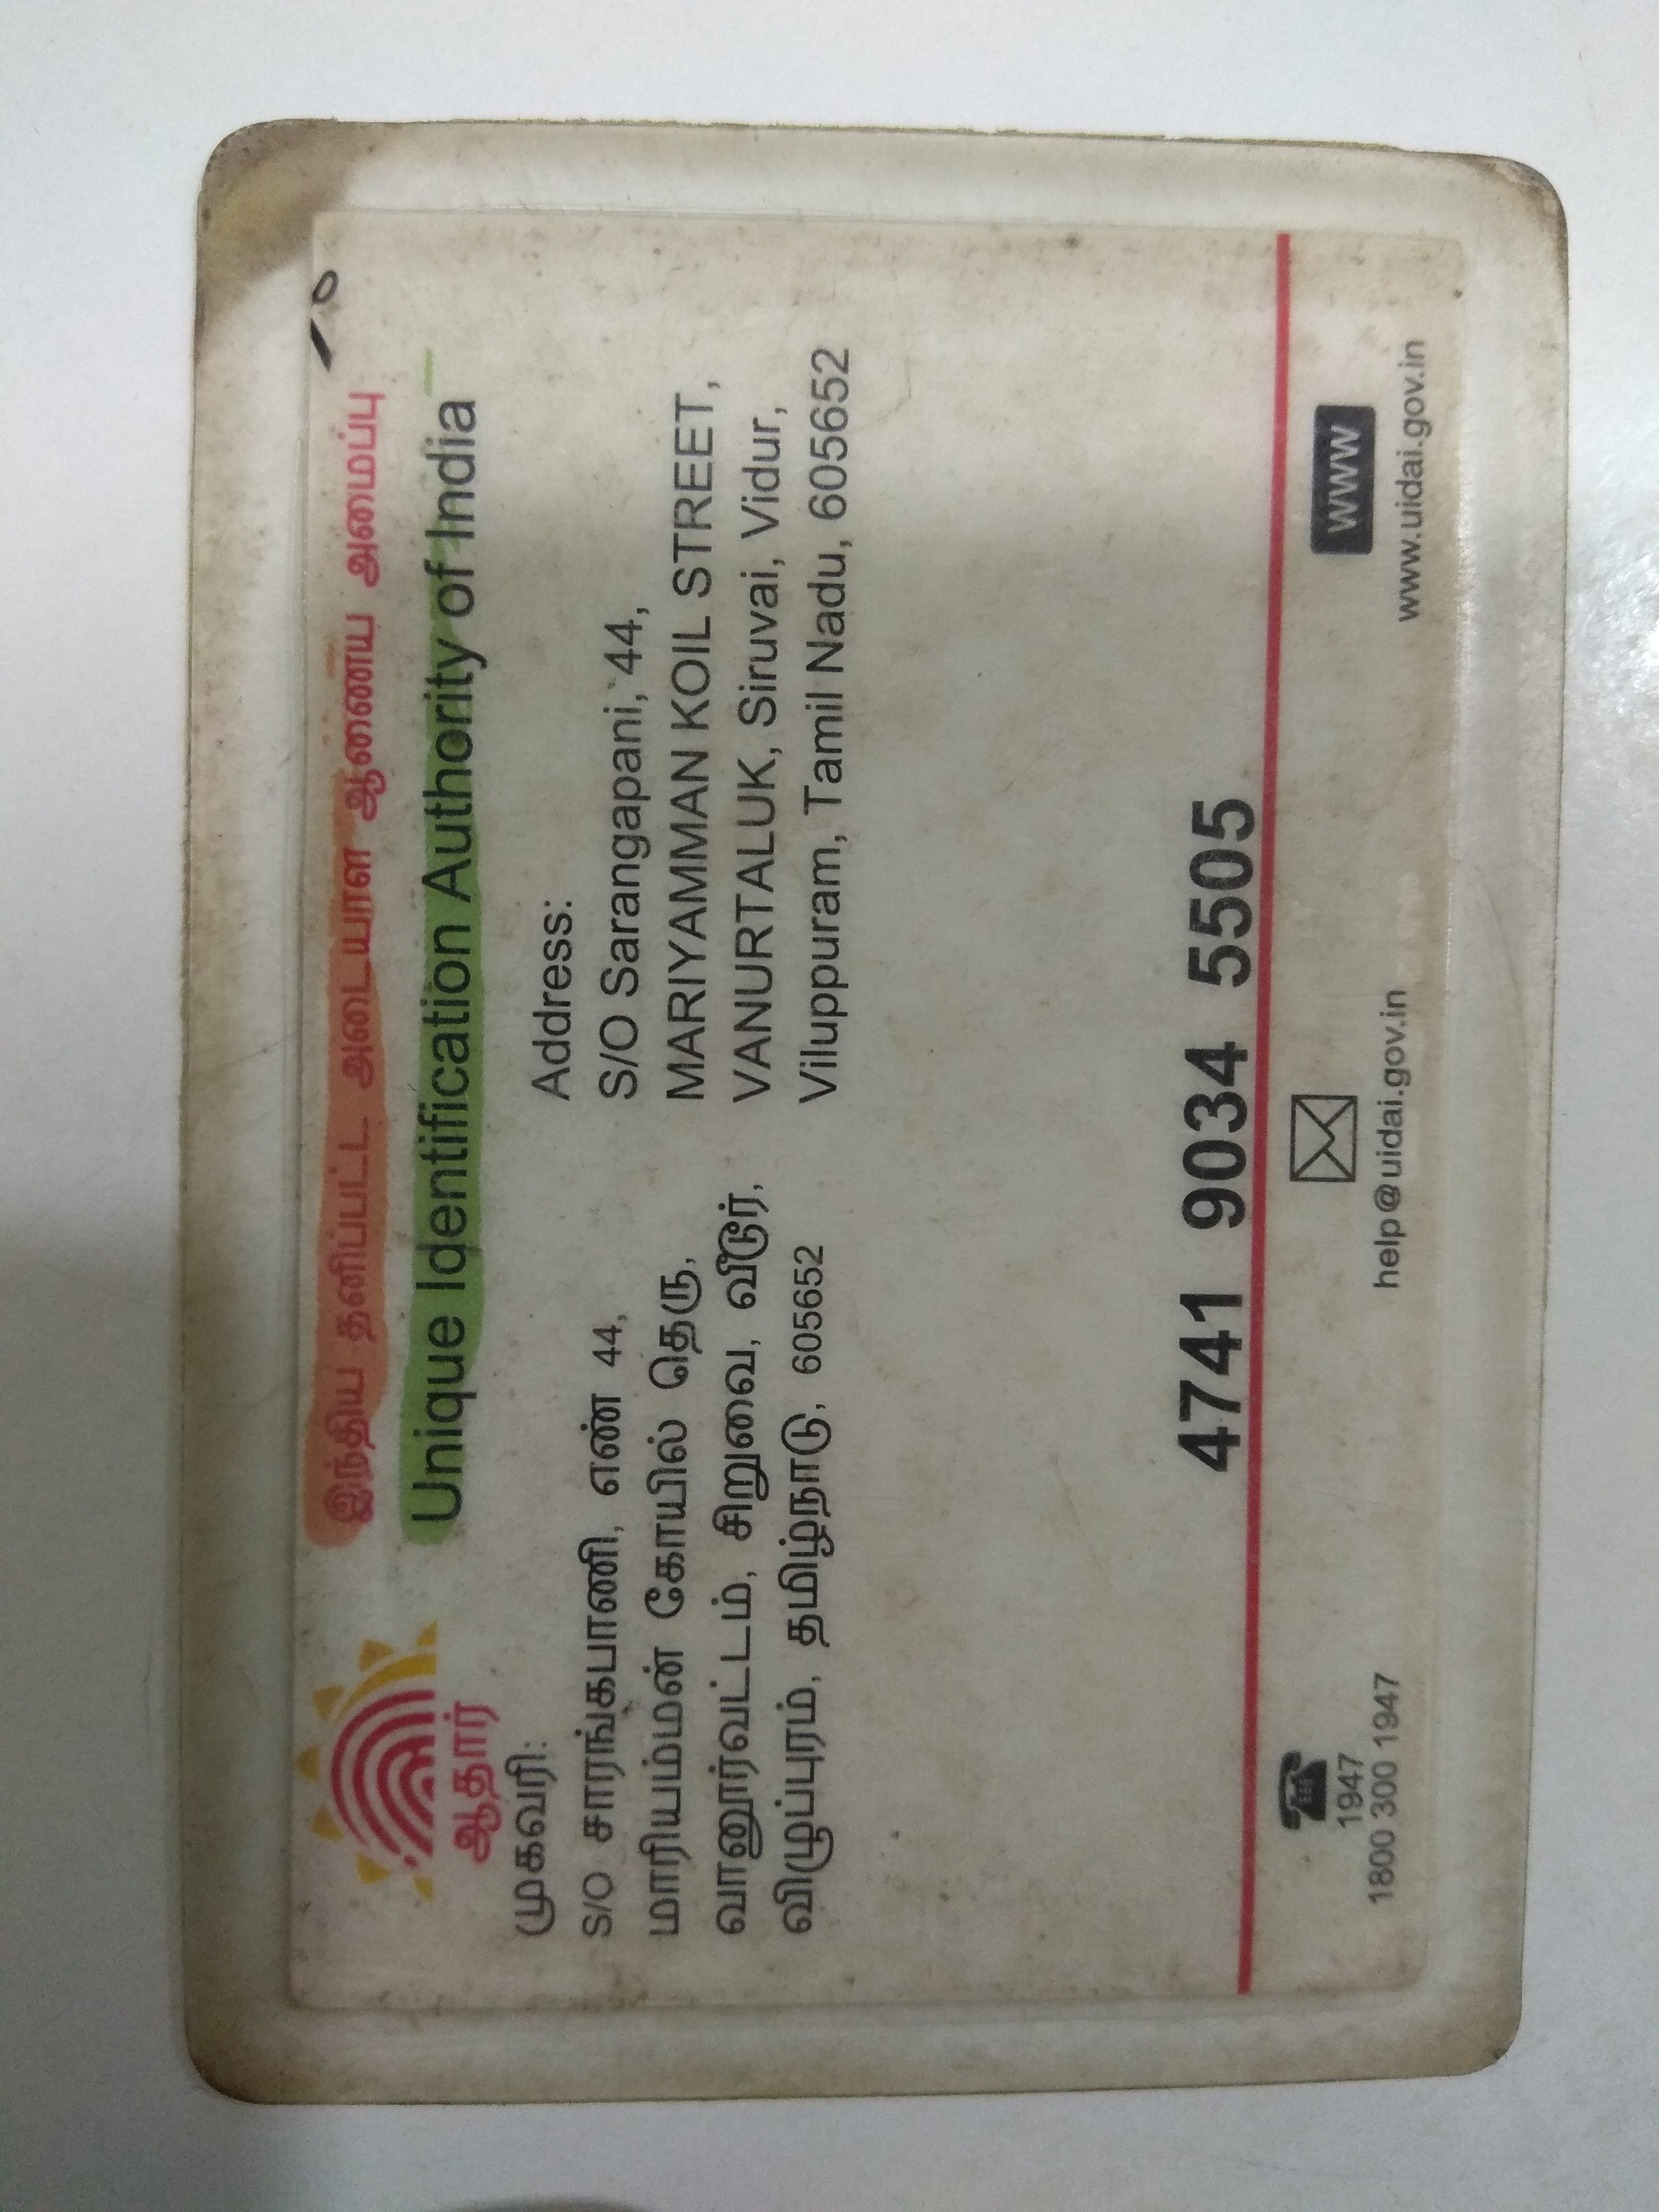 இந்திய தனிப்பட்ட அடையாள ஆணைய அமைப்பு
Unique Identification Authority of India
ஆதார்
முகவரி:
S/O சாரங்கபாணி, எண் 44,
மாரியம்மன் கோயில் தெரு,
வானூர்வட்டம், சிறுவை, வீடூர்,
விழுப்புரம், தமிழ்நாடு, 605652
Address:
S/O Sarangapani, 44,
MARIYAMMAN KOIL STREET,
VANURTALUK, Siruvai, Vidur,
Viluppuram, Tamil Nadu, 605652
4741 9034 5505
1947
1800 300 1947
help@uidai.gov.in
WWW
www.uidai.gov.in